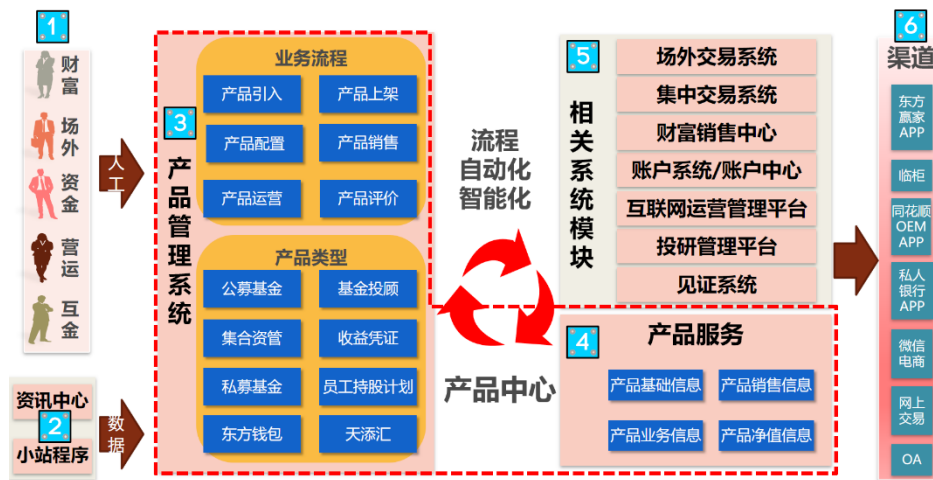 1
财富
场外
资金
营运
互金
人工
资讯中心
2
小站程序
数据
3
产品管理系统
业务流程
产品引入
产品上架
产品配置
产品销售
产品运营
产品评价
产品类型
公募基金
基金投顾
集合资管
收益凭证
私募基金
员工持股计划
东方钱包
天添汇
流程
自动化
智能化
产品中心
5
相关系统模块
场外交易系统
集中交易系统
财富销售中心
账户系统/账户中心
互联网运营管理平台
投研管理平台
见证系统
4
产品服务
产品基础信息
产品销售信息
产品业务信息
产品净值信息
6
渠道
东方
赢家
APP
临柜
同花顺
OEM
APP
私人
银行
APP
微信
电商
网上
交易
OA